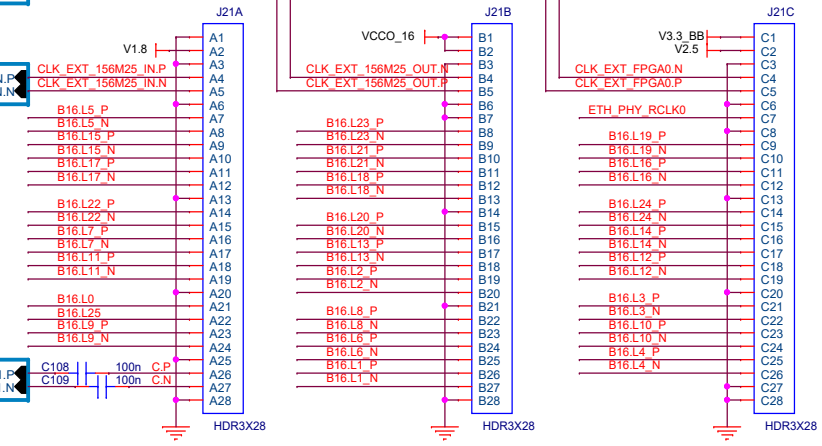 J21A
V1.8
N.P
N.N
CLK_EXT_156M25_IN.P
CLK_EXT_156M25_IN.N
B16.L5_P
B16.L5_N
B16.L15_P
B16.L15_N
B16.L17_P
B16.L17_N
B16.L22_P
B16.L22_N
B16.L7_P
B16.L7_N
B16.L11_P
B16.L11_N
B16.L0
B16.L25
B16.L9_P
B16.L9_N
1.P
1.N
C108 100n C.P
C109 100n C.N
A1
A2
A3
A4
A5
A6
A7
A8
A9
A10
A11
A12
A13
A14
A15
A16
A17
A18
A19
A20
A21
A22
A23
A24
A25
A26
A27
A28
HDR3X28
J21B
VCCO_16
CLK_EXT_156M25_OUT.N
CLK_EXT_156M25_OUT.P
B16.L23_P
B16.L23_N
B16.L21_P
B16.L21_N
B16.L18_P
B16.L18_N
B16.L20_P
B16.L20_N
B16.L13_P
B16.L13_N
B16.L2_P
B16.L2_N
B16.L8_P
B16.L8_N
B16.L6_P
B16.L6_N
B16.L1_P
B16.L1_N
B1
B2
B3
B4
B5
B6
B7
B8
B9
B10
B11
B12
B13
B14
B15
B16
B17
B18
B19
B20
B21
B22
B23
B24
B25
B26
B27
B28
HDR3X28
J21C
V3.3_BB
V2.5
CLK_EXT_FPGA0.N
CLK_EXT_FPGA0.P
ETH_PHY_RCLK0
B16.L19_P
B16.L19_N
B16.L16_P
B16.L16_N
B16.L24_P
B16.L24_N
B16.L14_P
B16.L14_N
B16.L12_P
B16.L12_N
B16.L3_P
B16.L3_N
B16.L10_P
B16.L10_N
B16.L4_P
B16.L4_N
C1
C2
C3
C4
C5
C6
C7
C8
C9
C10
C11
C12
C13
C14
C15
C16
C17
C18
C19
C20
C21
C22
C23
C24
C25
C26
C27
C28
HDR3X28